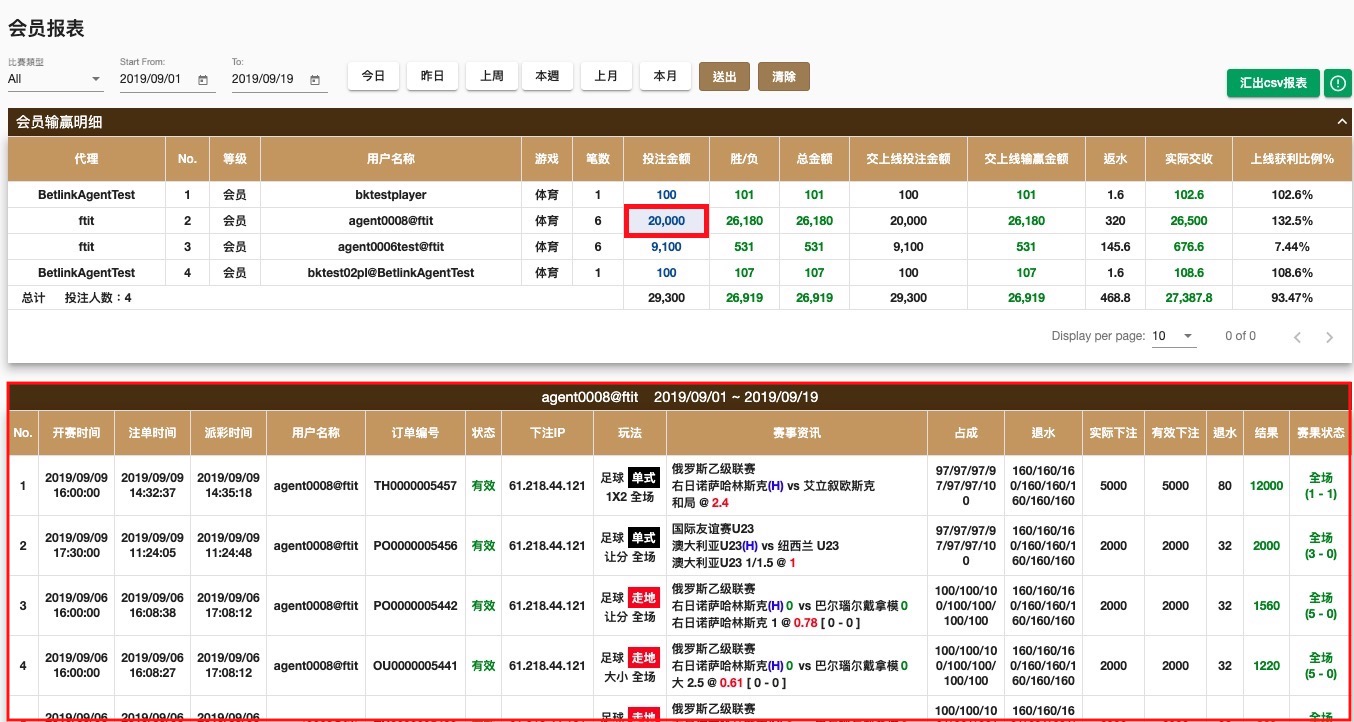 会员报表
比赛類型
Start From:
To:
All
2019/09/01
2019/09/19
今日
昨日
上周
本週
上月
本月
送出
清除
汇出csv报表
会员输赢明细
代理 No. 等级 用户名称 游戏 笔数 投注金额 胜/负 总金额 交上线投注金额 交上线输赢金额 返水 实际交收 上线获利比例%
BetlinkAgentTest 1 会员 bktestplayer 体育 1 100 101 101 100 101 1.6 102.6 102.6%
ftit 2 会员 agent0008@ftit 体育 6 20,000 26,180 26,180 20,000 26,180 320 26,500 132.5%
ftit 3 会员 agent0006test@ftit 体育 6 9,100 531 531 9,100 531 145.6 676.6 7.44%
BetlinkAgentTest 4 会员 bktest02pl@BetlinkAgentTest 体育 1 100 107 107 100 107 1.6 108.6 108.6%
总计 投注人数：4 29,300 26,919 26,919 29,300 26,919 468.8 27,387.8 93.47%
Display per page: 10 0 of 0
agent0008@ftit 2019/09/01 ~ 2019/09/19
No. 开赛时间 注单时间 派彩时间 用户名称 订单编号 状态 下注IP 玩法 赛事资讯 占成 退水 实际下注 有效下注 退水 结果 赛果状态
1
2019/09/09
16:00:00
2019/09/09
14:32:37
2019/09/09
14:35:18
agent0008@ftit
TH0000005457
有效
61.218.44.121
足球 单式
1X2 全场
俄罗斯乙级联赛
右日诺萨哈林斯克(H) vs 艾立叙欧斯克
和局 @ 2.4
97/97/97/9
7/97/97/10
0
160/160/16
0/160/160/1
60/160/160
5000
5000
80
12000
全场
(1 - 1)
2
2019/09/09
17:30:00
2019/09/09
11:24:05
2019/09/09
11:24:48
agent0008@ftit
PO0000005456
有效
61.218.44.121
足球 单式
让分 全场
国际友谊赛U23
澳大利亚U23(H) vs 纽西兰 U23
澳大利亚U23 1/1.5 @ 1
97/97/97/9
7/97/97/10
0
160/160/16
0/160/160/1
60/160/160
2000
2000
32
2000
全场
(3 - 0)
3
2019/09/06
16:00:00
2019/09/06
16:08:38
2019/09/06
17:08:12
agent0008@ftit
PO0000005442
有效
61.218.44.121
足球 走地
让分 全场
俄罗斯乙级联赛
右日诺萨哈林斯克(H) 0 vs 巴尔瑙尔戴拿模 0
右日诺萨哈林斯克 1 @ 0.78 [ 0 - 0 ]
100/100/10
0/100/100/
100/100
160/160/16
0/160/160/1
60/160/160
2000
2000
32
1560
全场
(5 - 0)
4
2019/09/06
16:00:00
2019/09/06
16:08:27
2019/09/06
17:08:12
agent0008@ftit
OU0000005441
有效
61.218.44.121
足球 走地
大小 全场
俄罗斯乙级联赛
右日诺萨哈林斯克(H) 0 vs 巴尔瑙尔戴拿模 0
大 2.5 @ 0.61 [ 0 - 0 ]
100/100/10
0/100/100/
100/100
160/160/16
0/160/160/1
60/160/160
2000
2000
32
1220
全场
(5 - 0)
2019/09/06
2019/09/06
2019/09/06
足球 走地
俄罗斯乙级联赛
100/100/10
160/160/16